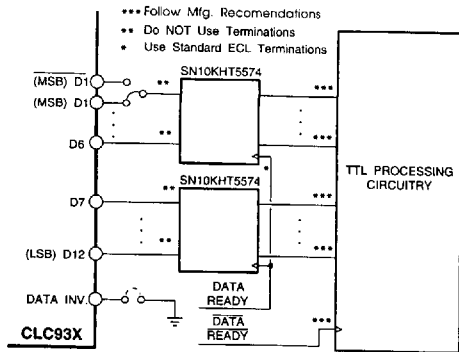 *** Follow Mfg. Recomendations
** Do NOT Use Terminations
* Use Standard ECL Terminations
(MSB) D1
**
SN10KHT5574
***
(MSB) D1
D6
**
***
*
TTL PROCESSING
CIRCUITRY
SN10KHT5574
D7
**
***
(LSB) D12
**
***
DATA
READY
DATA INV.
***
DATA
READY
CLC93X